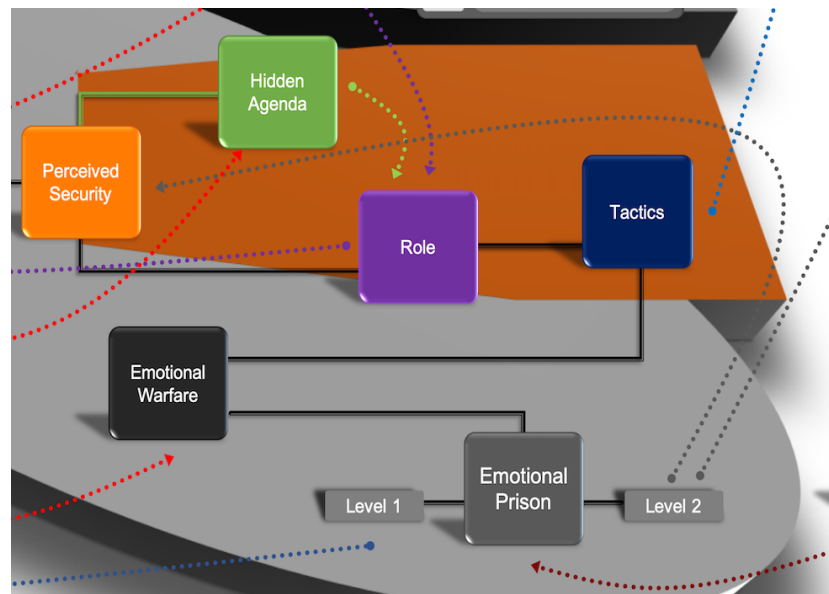 Hidden
Agenda
Perceived
Security
Role
Tactics
Emotional
Warfare
Emotional
Prison
Level 1
Level 2